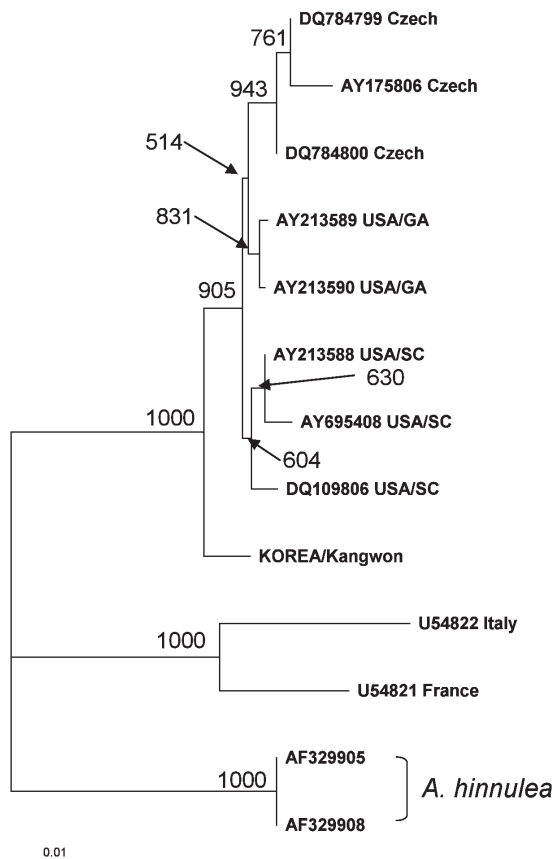 DQ784799 Czech
761
AY175806 Czech
943
514
DQ784800 Czech
831
AY213589 USA/GA
AY213590 USA/GA
905
AY213588 USA/SC
630
1000
AY695408 USA/SC
604
DQ109806 USA/SC
KOREA/Kangwon
U54822 Italy
1000
U54821 France
AF329905
1000
A. hinnulea
AF329908
0.01